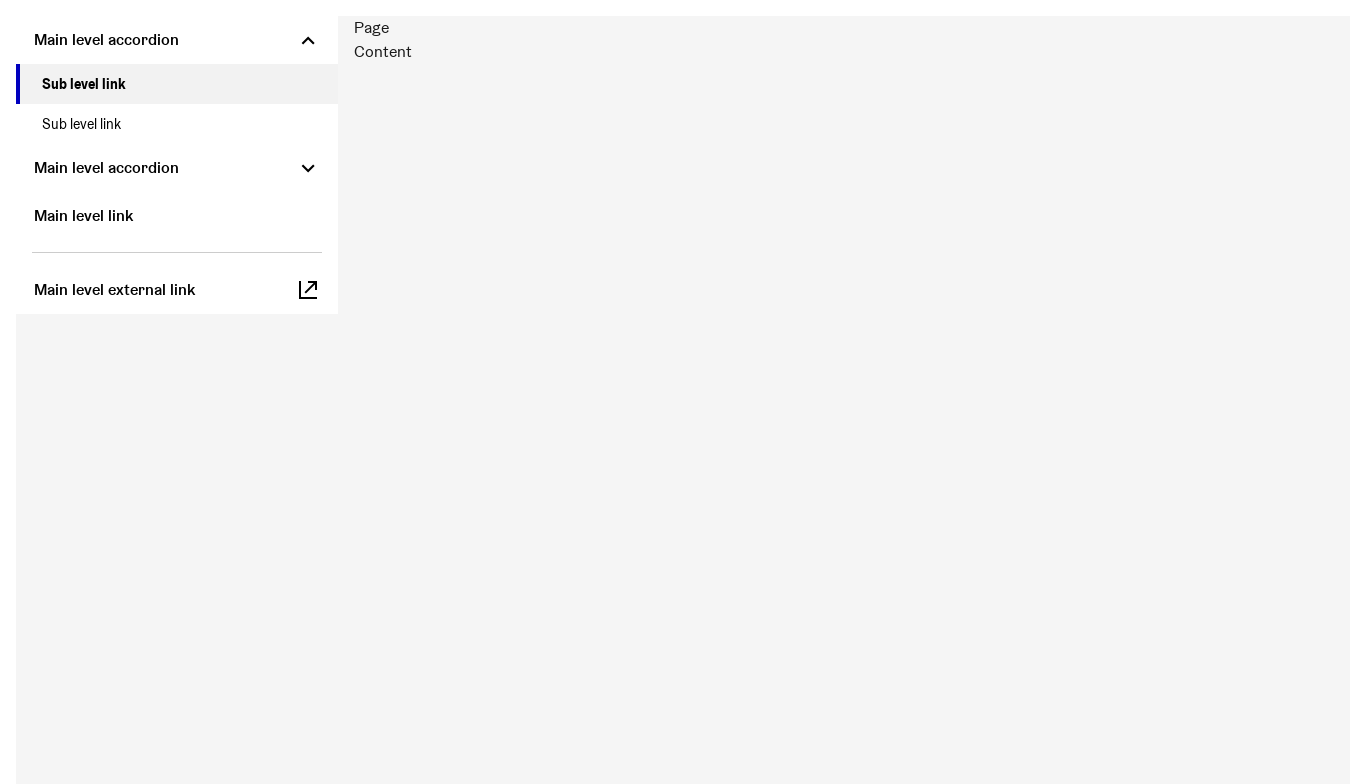 Main level accordion
Sub level link
Sub level link
Main level accordion
Main level link
Main level external link
Page
Content